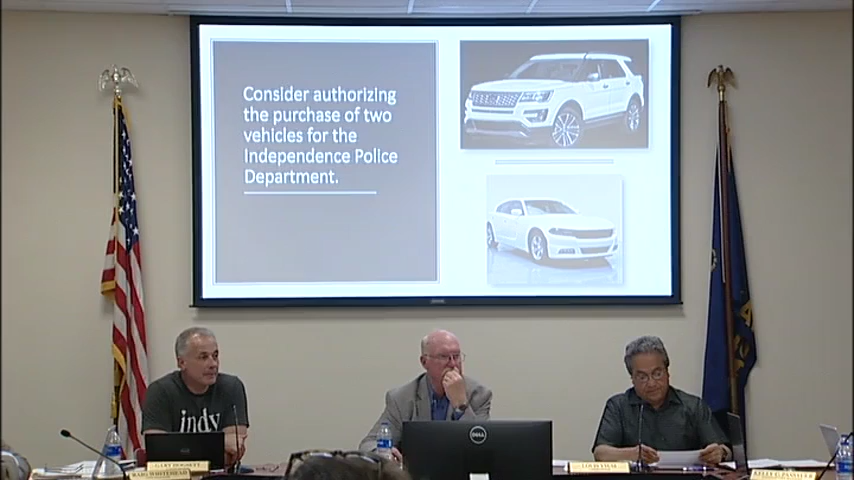 Consider authorizing
the purchase of two
vehicles for the
Independence Police
Department.
indy
DELL